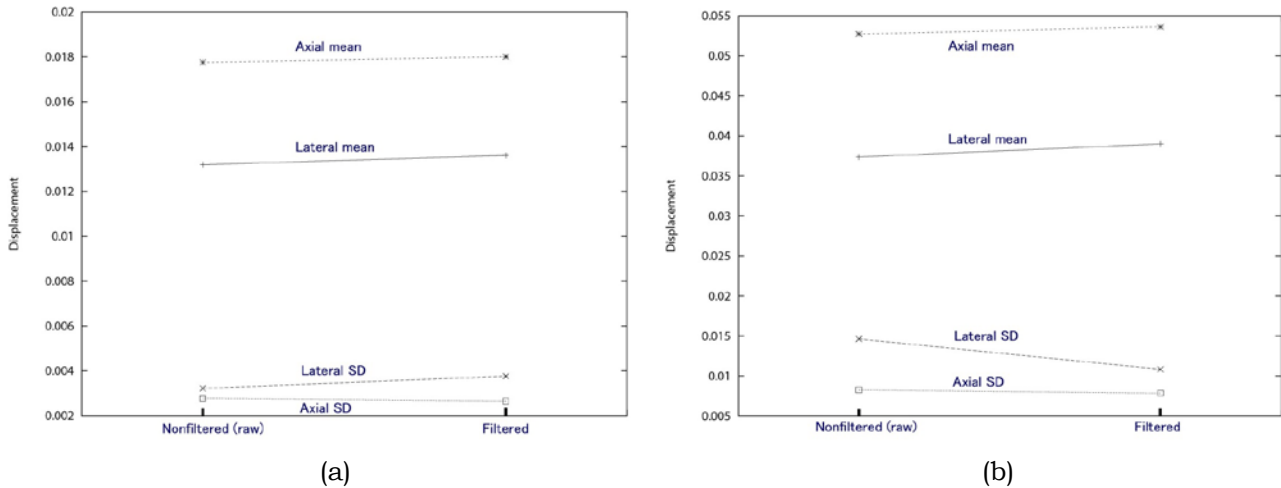 0.02
0.018
0.016
0.014
0.012
0.01
0.008
0.006
0.004
0.002
Displacement
Axial mean
Lateral mean
Lateral SD
Axial SD
Nonfiltered (raw)
Filtered
(a)
0.055
0.05
0.045
0.04
0.035
0.03
0.025
0.02
0.015
0.01
0.005
Displacement
Axial mean
Lateral mean
Lateral SD
Axial SD
Nonfiltered (raw)
Filtered
(b)